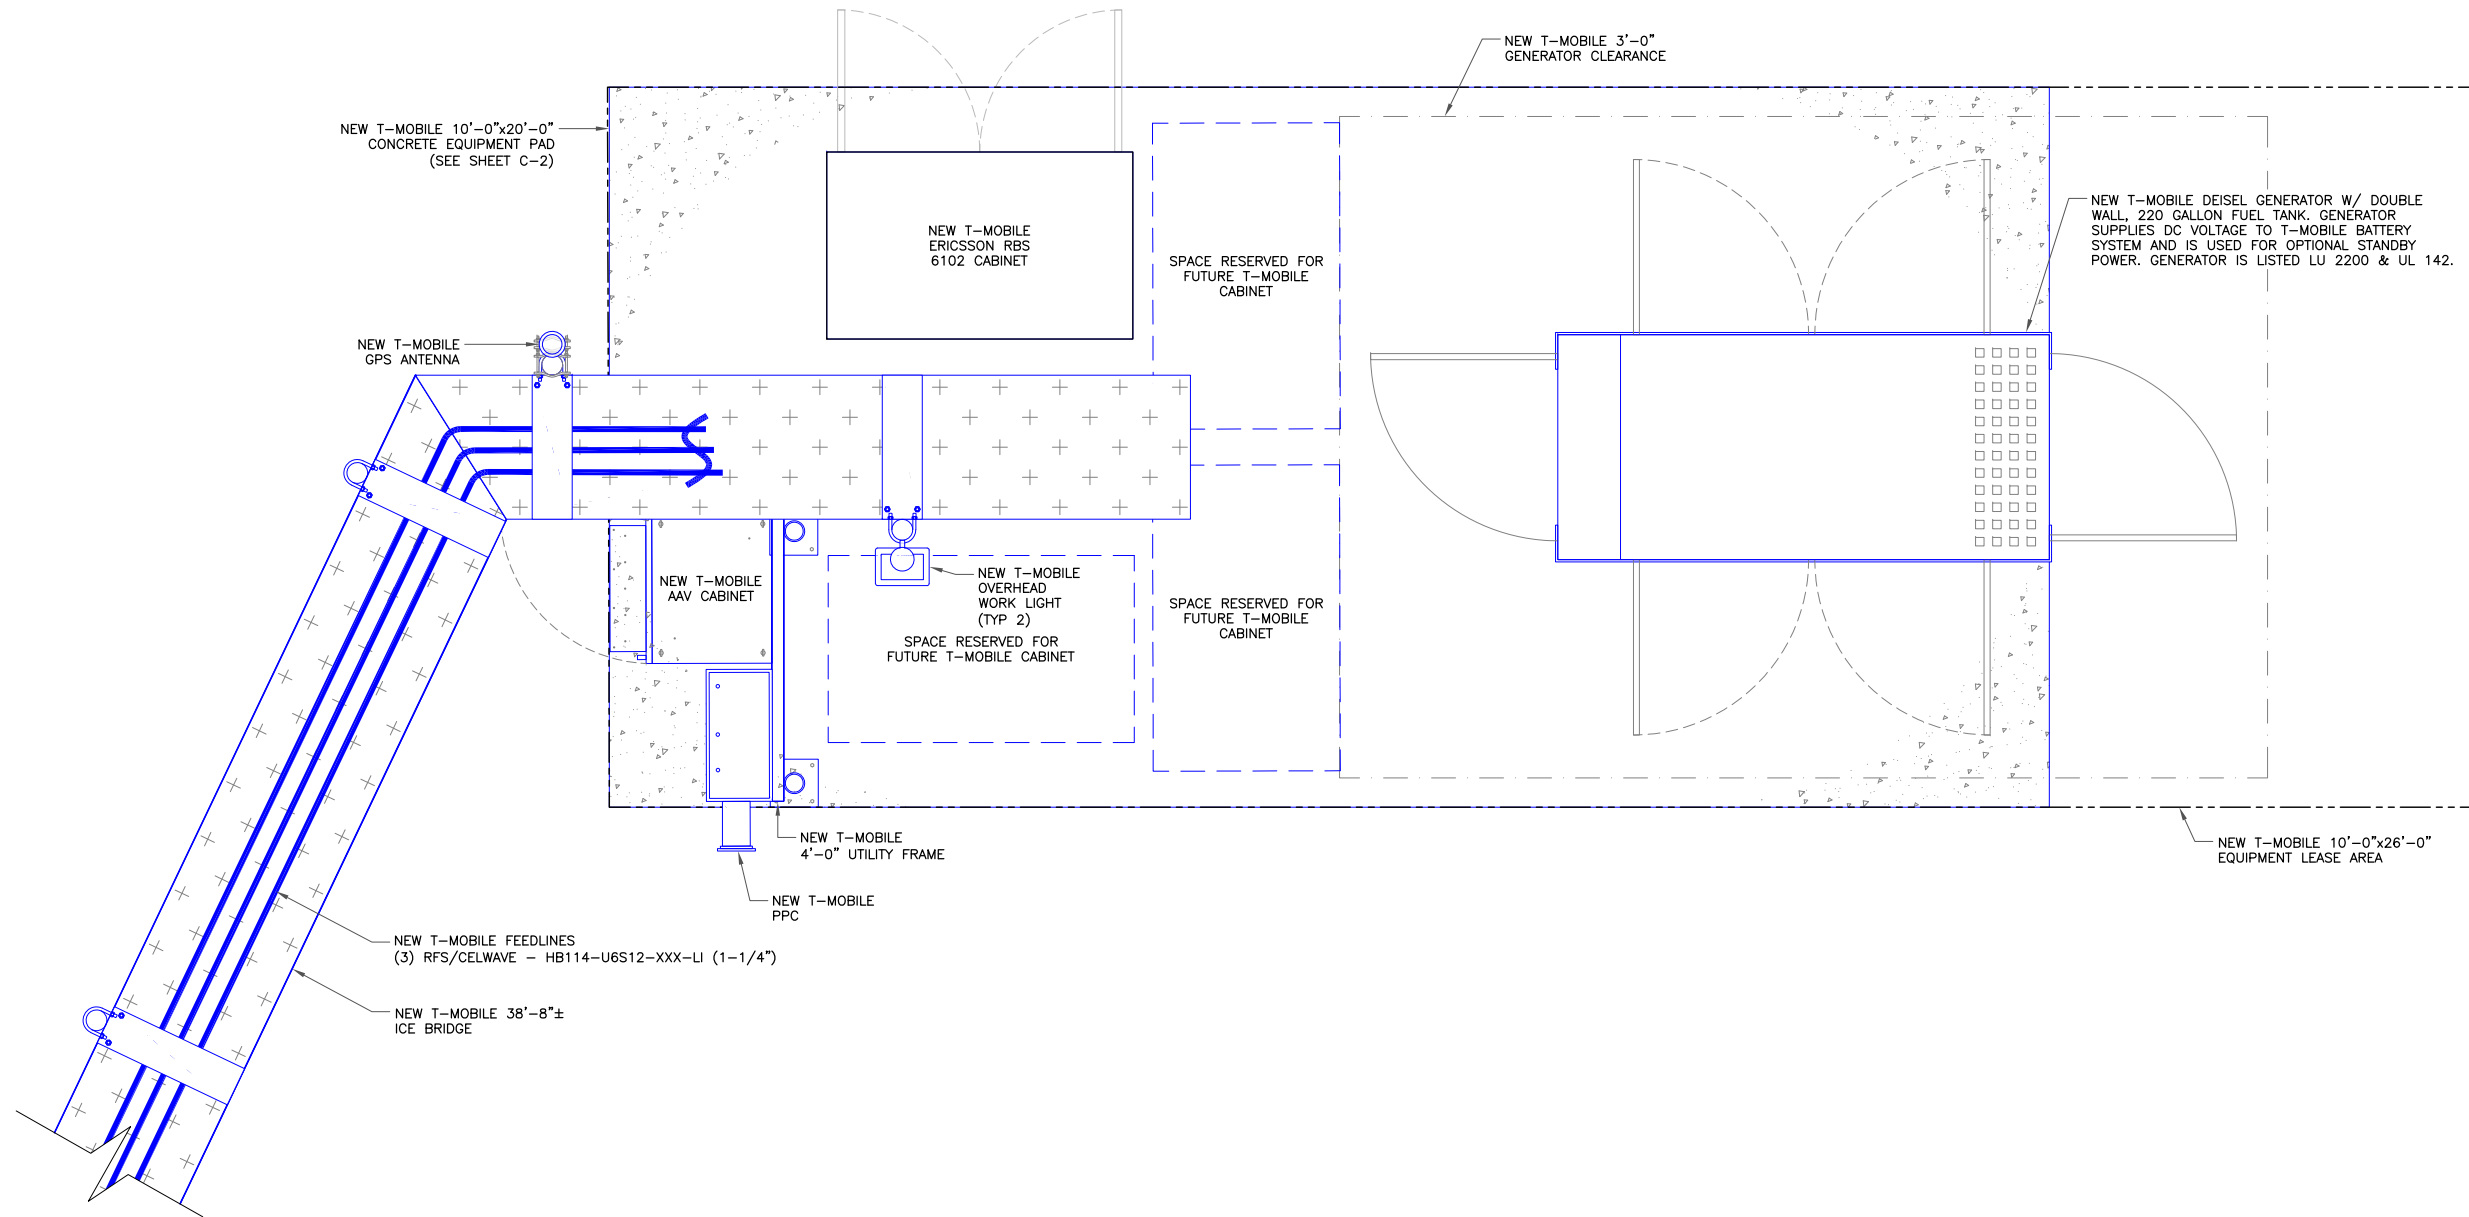 NEW T-MOBILE 3'-0"
GENERATOR CLEARANCE
NEW T-MOBILE 10'-0"x20'-0"
CONCRETE EQUIPMENT PAD
(SEE SHEET C-2)
NEW T-MOBILE
ERICSSON RBS
6102 CABINET
SPACE RESERVED FOR
FUTURE T-MOBILE
CABINET
NEW T-MOBILE DEISEL GENERATOR W/ DOUBLE
WALL, 220 GALLON FUEL TANK. GENERATOR
SUPPLIES DC VOLTAGE TO T-MOBILE BATTERY
SYSTEM AND IS USED FOR OPTIONAL STANDBY
POWER. GENERATOR IS LISTED LU 2200 & UL 142.
NEW T-MOBILE
GPS ANTENNA
NEW T-MOBILE
AAV CABINET
NEW T-MOBILE
OVERHEAD
WORK LIGHT
(TYP 2)
SPACE RESERVED FOR
FUTURE T-MOBILE CABINET
SPACE RESERVED FOR
FUTURE T-MOBILE
CABINET
NEW T-MOBILE
4'-0" UTILITY FRAME
NEW T-MOBILE 10'-0"x26'-0"
EQUIPMENT LEASE AREA
NEW T-MOBILE
PPC
NEW T-MOBILE FEEDLINES
(3) RFS/CELWAVE - HB114-U6S12-XXX-LI (1-1/4")
NEW T-MOBILE 38'-8"±
ICE BRIDGE